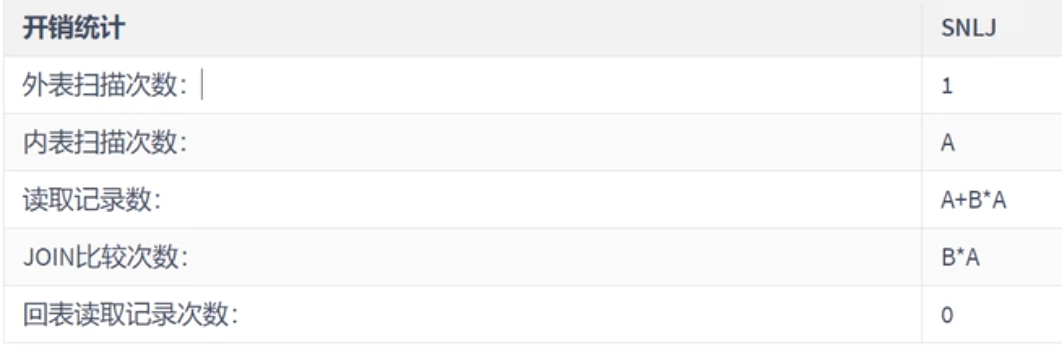 开销统计 SNLJ
外表扫描次数： 1
内表扫描次数： A
读取记录数： A+B*A
JOIN比较次数： B*A
回表读取记录次数： 0